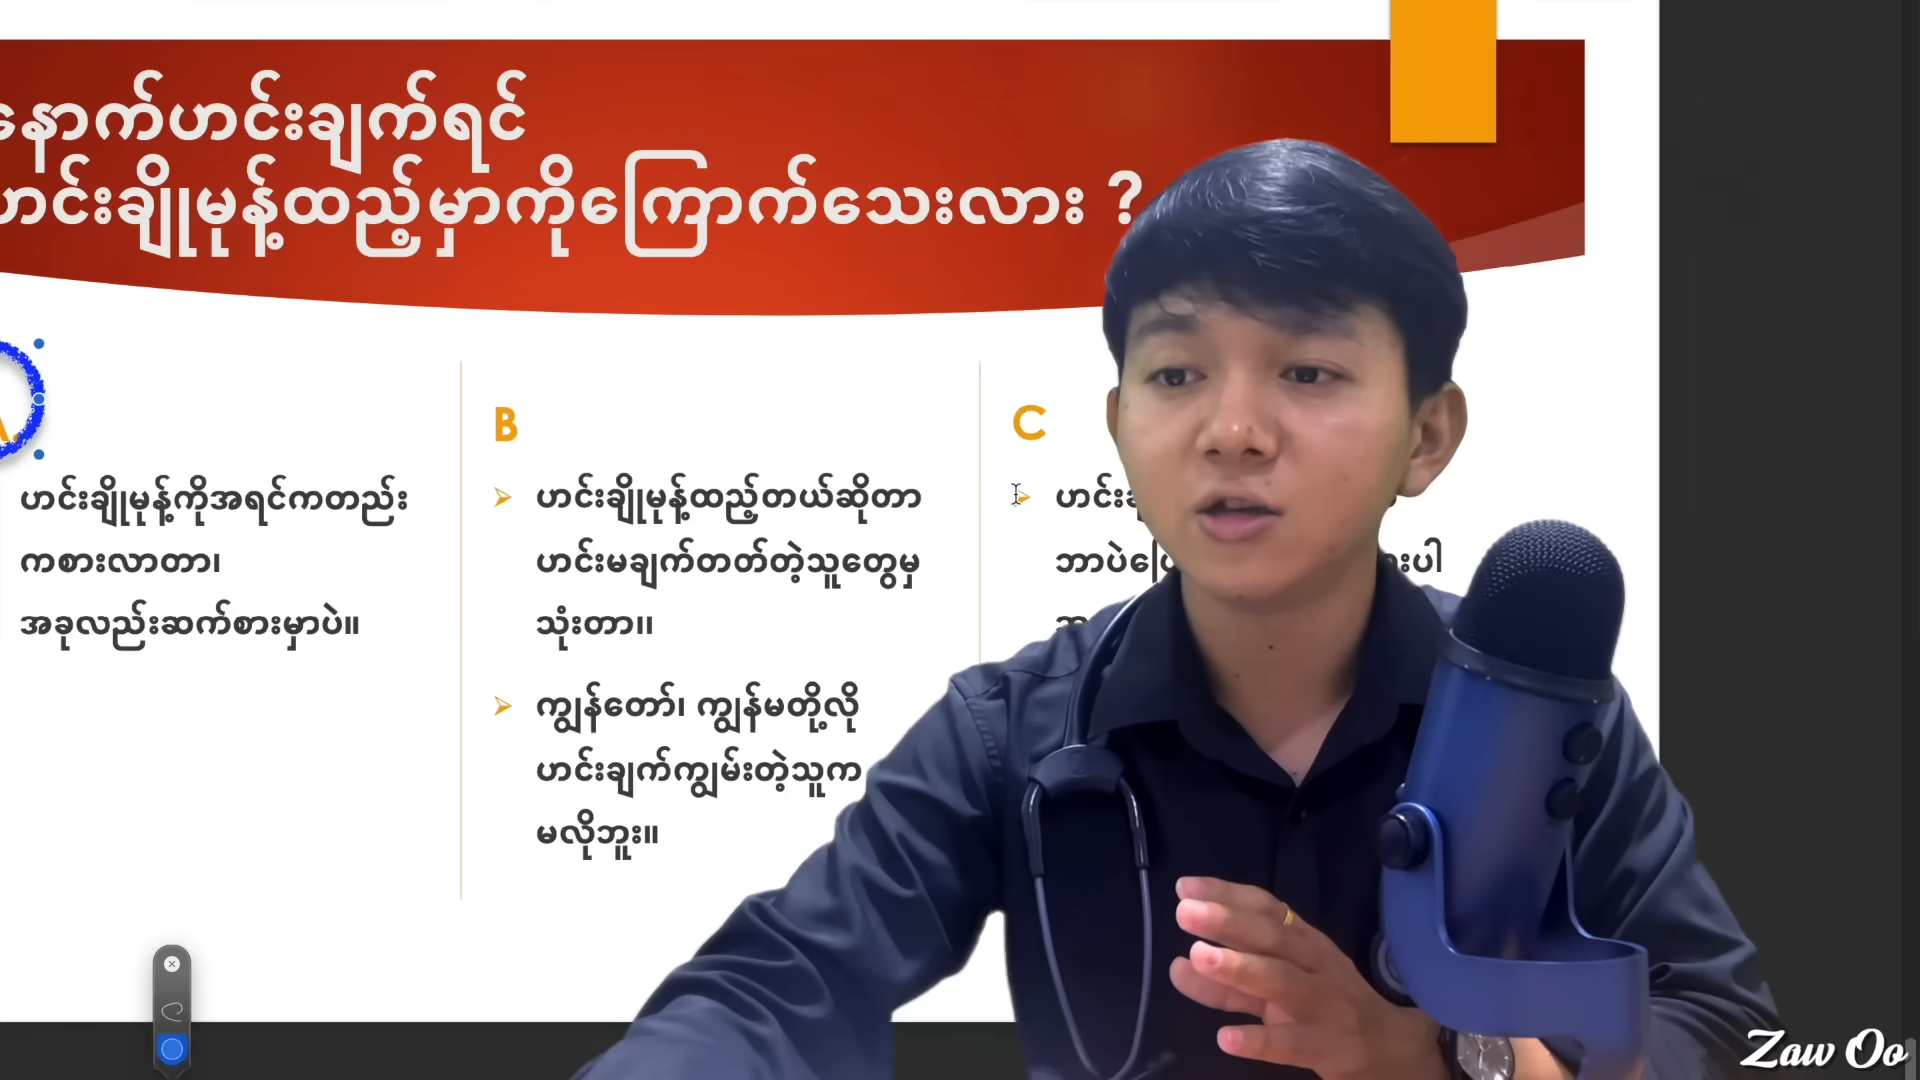 နောက်ဟင်းချက်ရင်
ဟင်းချိုမုန့်ထည့်မှာကိုကြောက်သေးလား ?
B
C
ဟင်းချိုမုန့်ကိုအရင်ကတည်း
ကစားလာတာ၊
အခုလည်းဆက်စားမှာပဲ။
ဟင်းချိုမုန့်ထည့်တယ်ဆိုတာ
ဟင်းမချက်တတ်တဲ့သူတွေမှ
သုံးတာ၊၊
ကျွန်တော်၊ ကျွန်မတို့လို
ဟင်းချက်ကျွမ်းတဲ့သူက
မလိုဘူး။
Zaw Oo